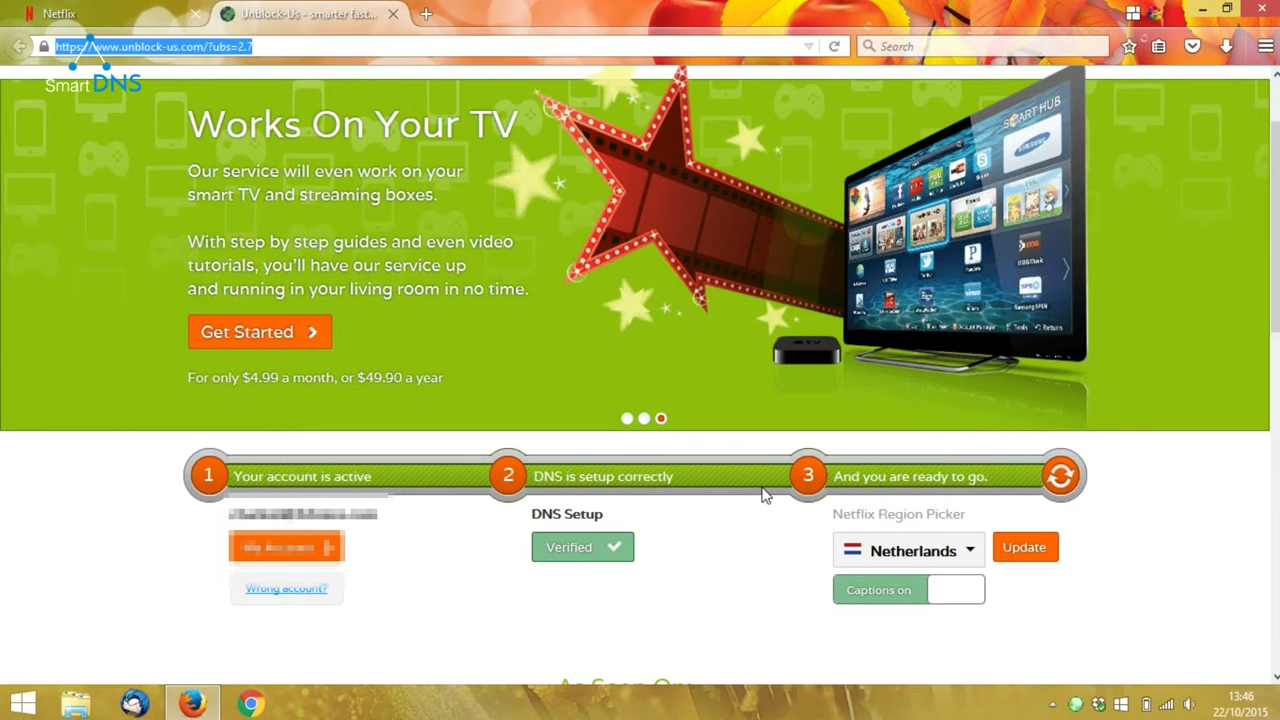 Netflix
Unblock-Us - smarter fast...
https://www.unblock-us.com/?ubs=2.7
Search
Smart DNS
Works On Your TV
Our service will even work on your
smart TV and streaming boxes.
With step by step guides and even video
tutorials, you'll have our service up
and running in your living room in no time.
Get Started
For only $4.99 a month, or $49.90 a year
SMART HUB
SAMSUNG
1 Your account is active
2 DNS is setup correctly
3 And you are ready to go.
DNS Setup
Verified
Wrong account?
Netflix Region Picker
Netherlands
Update
Captions on
As Seen On
13:46
22/10/2015